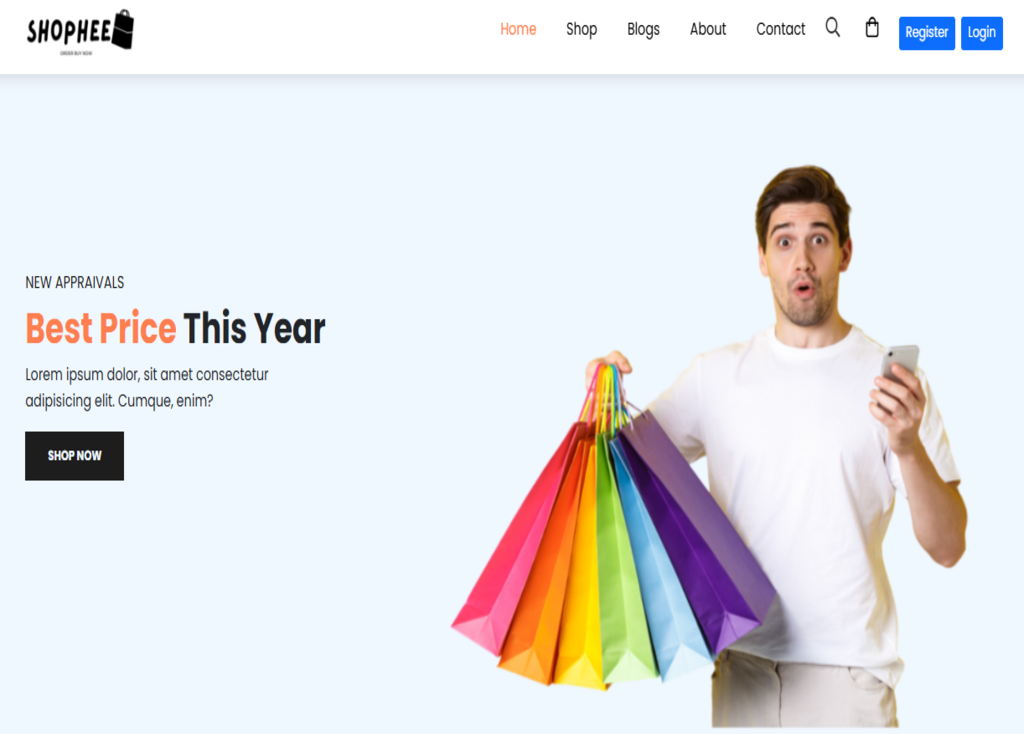 SHOPHEE
ORDER BUY NOW
Home Shop Blogs About Contact Register Login
NEW APPRAIVALS
Best Price This Year
Lorem ipsum dolor, sit amet consectetur
adipisicing elit. Cumque, enim?
SHOP NOW